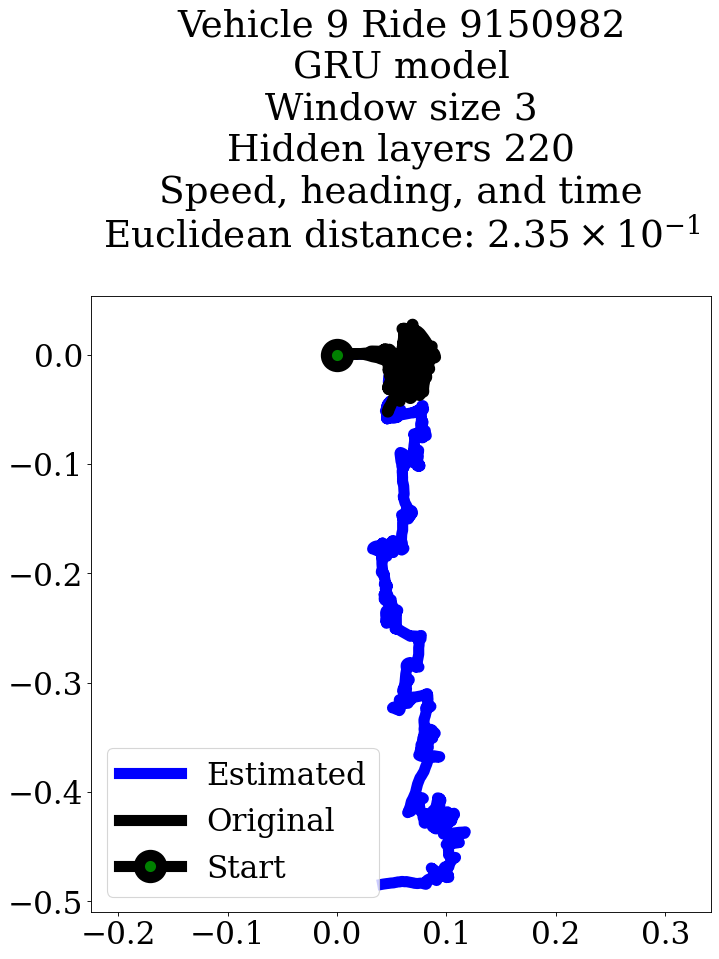 Vehicle 9 Ride 9150982
GRU model
Window size 3
Hidden layers 220
Speed, heading, and time
Euclidean distance: $2.35 × 10^{-1}$
0.0
−0.1
−0.2
−0.3
−0.4
−0.5
Estimated
Original
Start
−0.2 −0.1 0.0 0.1 0.2 0.3